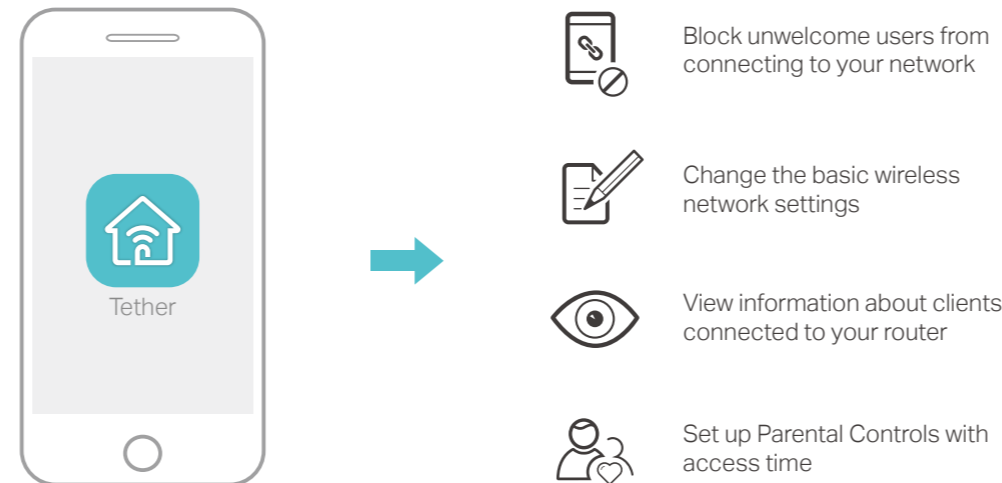 Tether
Block unwelcome users from
connecting to your network
Change the basic wireless
network settings
View information about clients
connected to your router
Set up Parental Controls with
access time